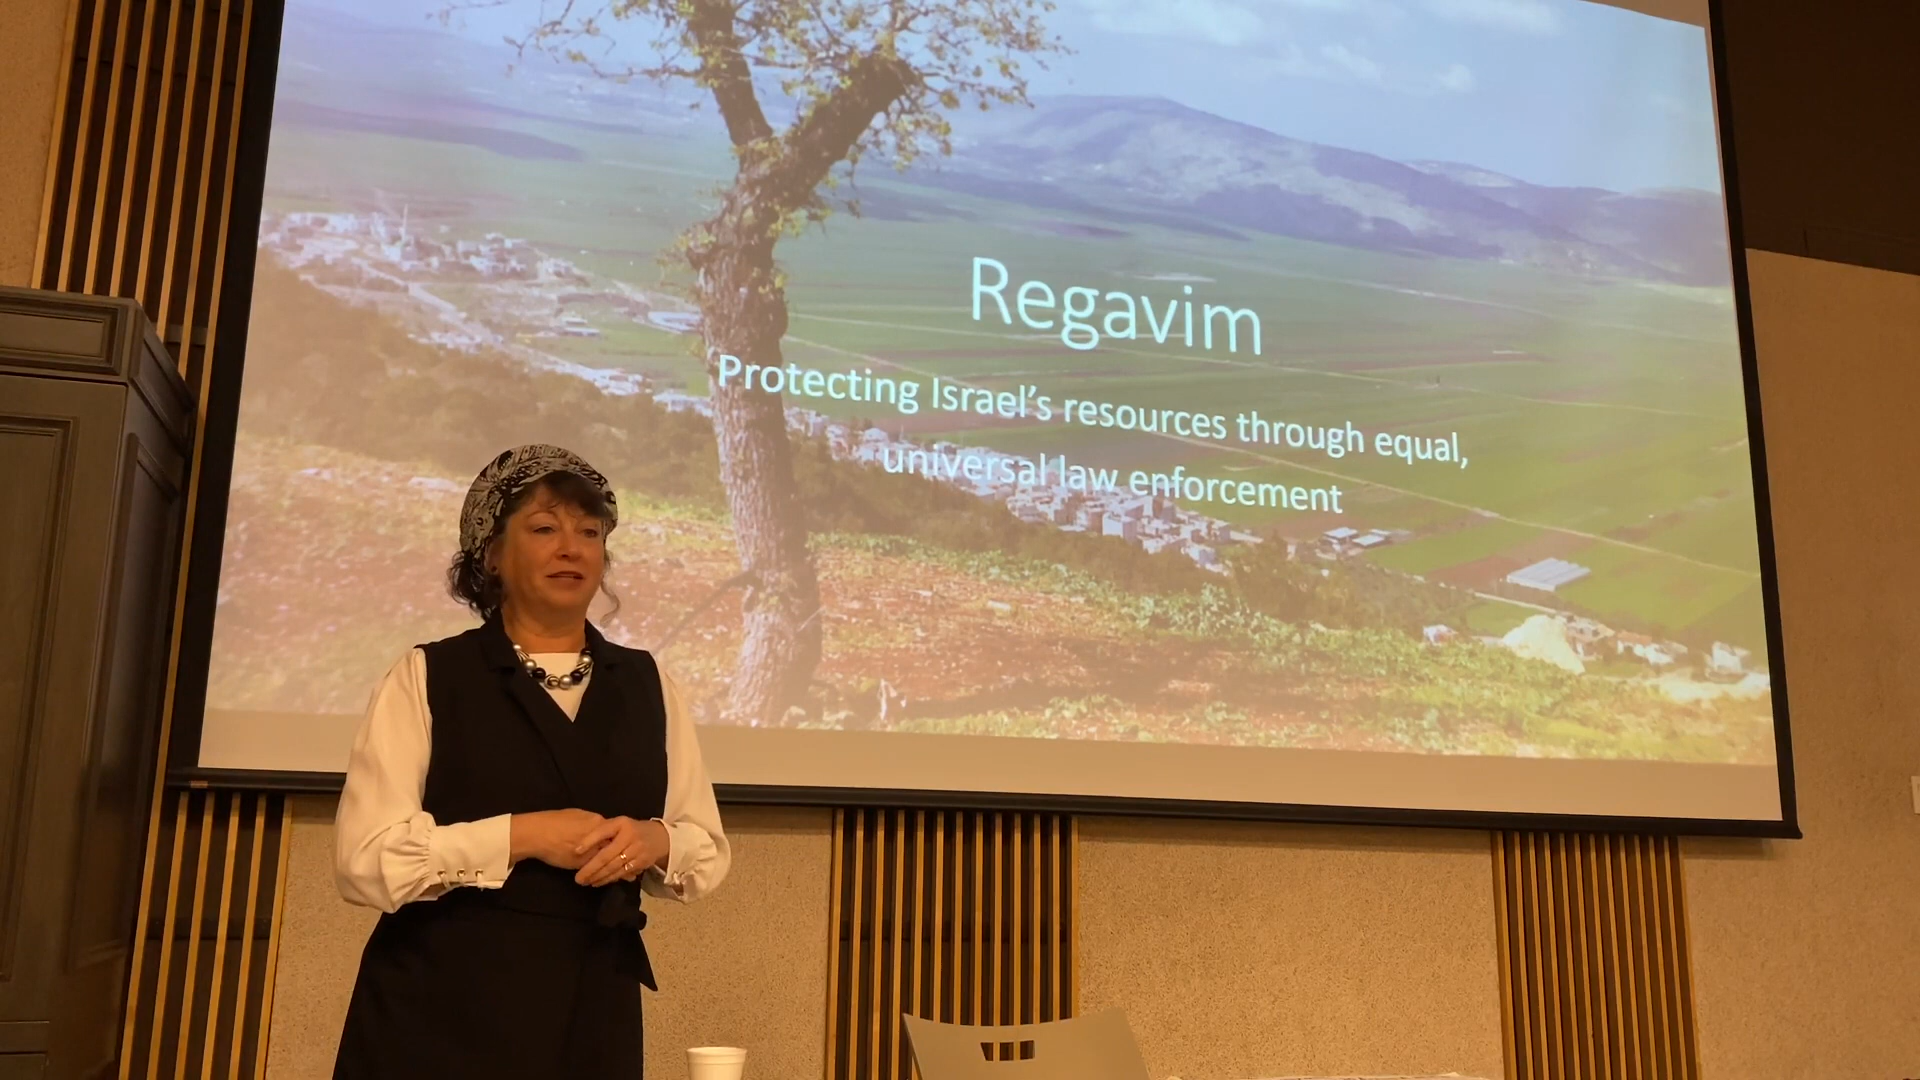 Regavim
Protecting Israel's resources through equal,
universal law enforcement